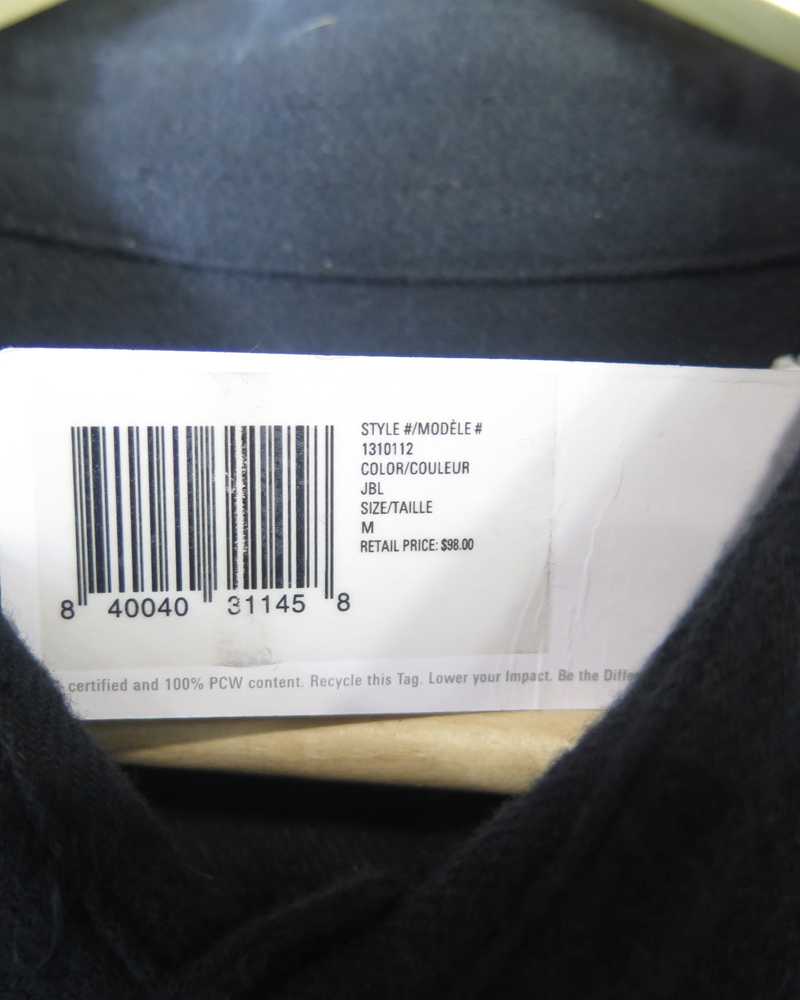 STYLE #/MODÈLE #
1310112
COLOR/COULEUR
JBL
SIZE/TAILLE
M
RETAIL PRICE: $98.00
8 40040 31145 8
certified and 100% PCW content. Recycle this Tag. Lower your Impact. Be the